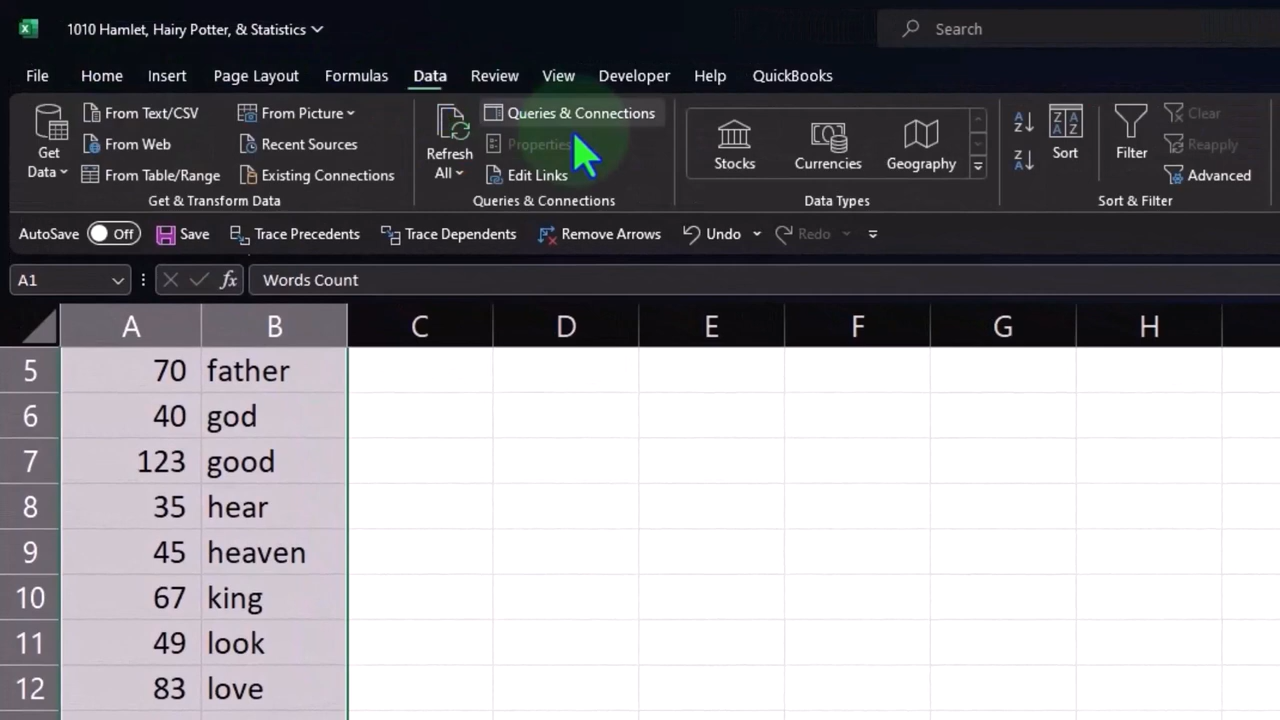 1010 Hamlet, Hairy Potter, & Statistics
Search
File Home Insert Page Layout Formulas Data Review View Developer Help QuickBooks
Get Data
From Text/CSV
From Web
From Table/Range
From Picture
Recent Sources
Existing Connections
Get & Transform Data
Refresh All
Queries & Connections
Properties
Edit Links
Queries & Connections
Stocks
Currencies
Geography
Data Types
Sort
Filter
Clear
Reapply
Advanced
Sort & Filter
AutoSave Off Save Trace Precedents Trace Dependents Remove Arrows Undo Redo
A1 fx Words Count
A B C D E F G H
5 70 father
6 40 god
7 123 good
8 35 hear
9 45 heaven
10 67 king
11 49 look
12 83 love